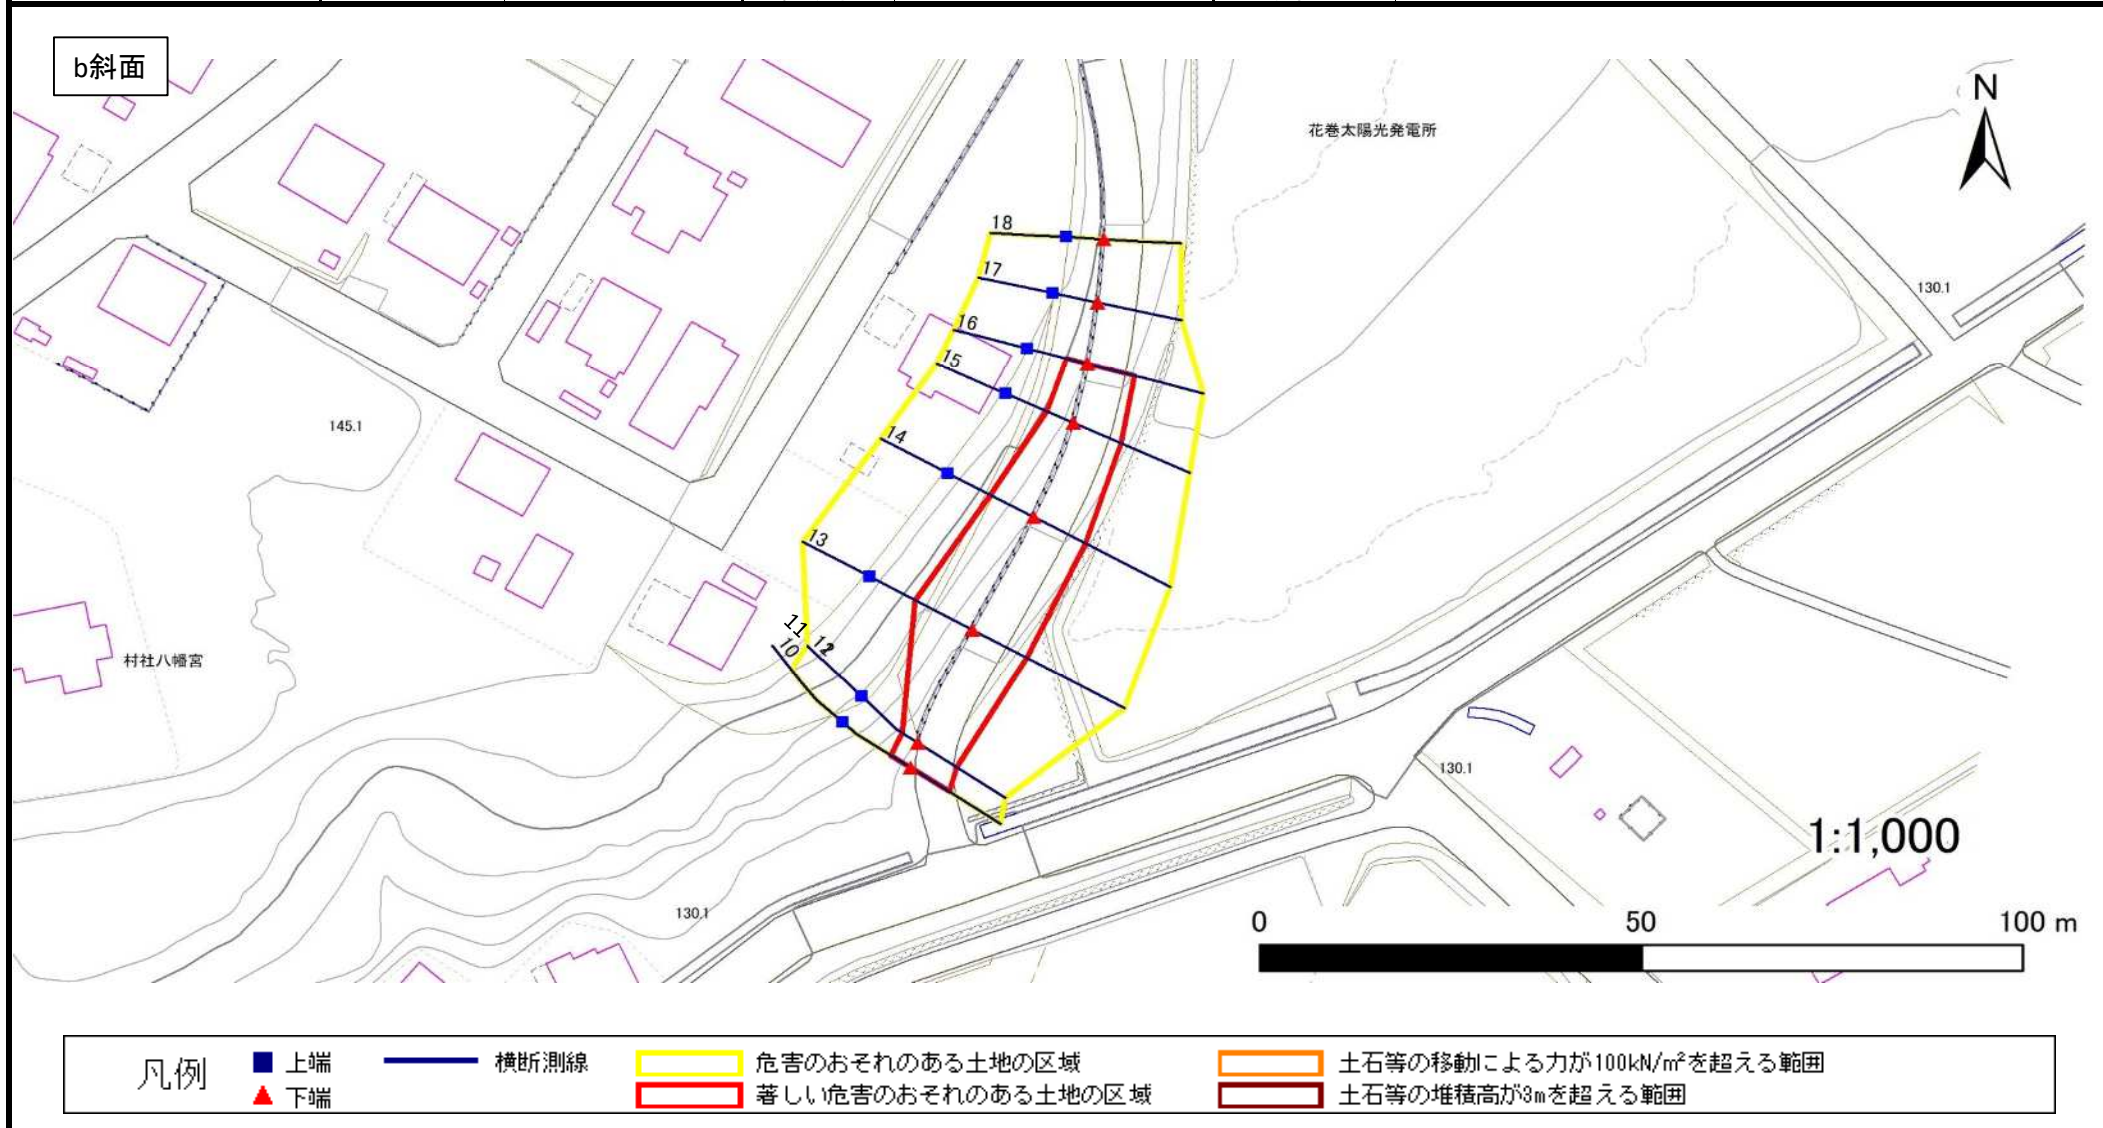 b斜面
N
花巻太陽光発電所
18
17
130.1
16
15
145.1
14
13
11
12
10
村社八幡宮
130.1
1:1,000
130.1
0 50 100 m
凡例
上端
横断測線
危害のおそれのある土地の区域
土石等の移動による力が100kN/㎡を超える範囲
下端
著しい危害のおそれのある土地の区域
土石等の堆積高が3mを超える範囲